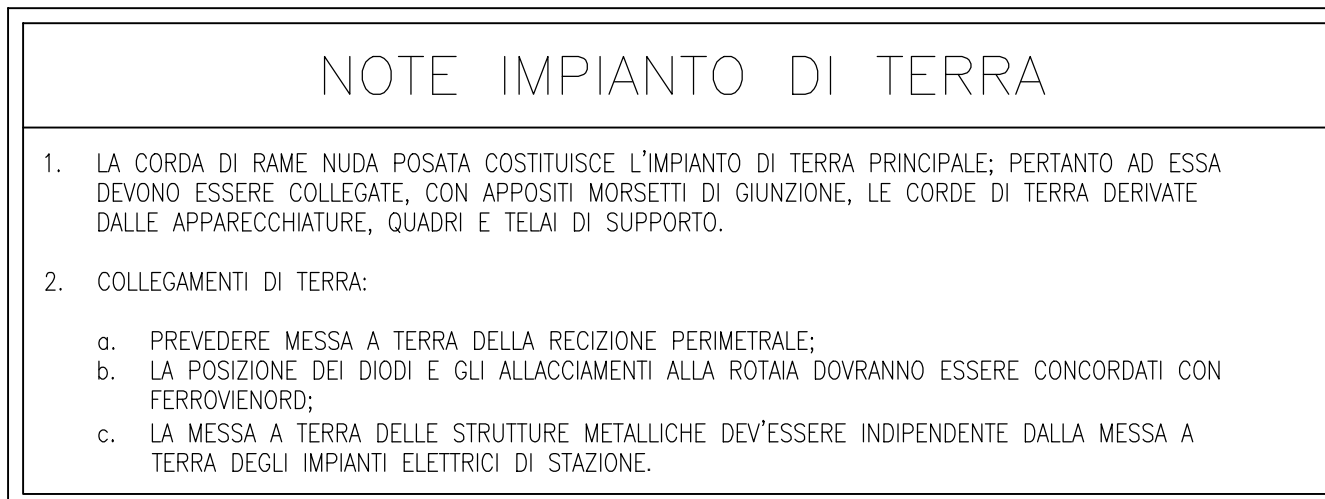 NOTE IMPIANTO DI TERRA
1. LA CORDA DI RAME NUDA POSATA COSTITUISCE L'IMPIANTO DI TERRA PRINCIPALE; PERTANTO AD ESSA
DEVONO ESSERE COLLEGATE, CON APPOSITI MORSETTI DI GIUNZIONE, LE CORDE DI TERRA DERIVATE
DALLE APPARECCHIATURE, QUADRI E TELAI DI SUPPORTO.
2. COLLEGAMENTI DI TERRA:
a. PREVEDERE MESSA A TERRA DELLA RECIZIONE PERIMETRALE;
b. LA POSIZIONE DEI DIODI E GLI ALLACCIAMENTI ALLA ROTAIA DOVRANNO ESSERE CONCORDATI CON
FERROVIENORD;
c. LA MESSA A TERRA DELLE STRUTTURE METALLICHE DEV'ESSERE INDIPENDENTE DALLA MESSA A
TERRA DEGLI IMPIANTI ELETTRICI DI STAZIONE.